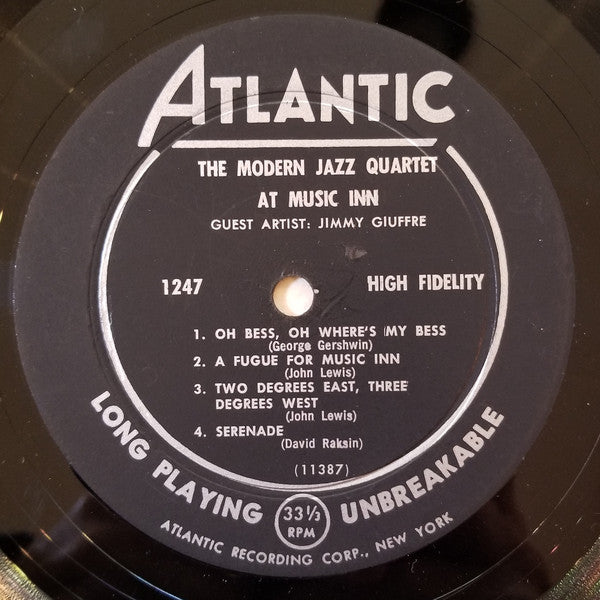 ATLANTIC
THE MODERN JAZZ QUARTET
AT MUSIC INN
GUEST ARTIST: JIMMY GIUFFRE
1247
HIGH FIDELITY
1. OH BESS, OH WHERE'S MY BESS
(George Gershwin)
2. A FUGUE FOR MUSIC INN
(John Lewis)
3. TWO DEGREES EAST, THREE
DEGREES WEST
(John Lewis)
4. SERENADE
(David Raksin)
(11387)
LONG PLAYING
33 1/3
RPM
UNBREAKABLE
ATLANTIC RECORDING CORP., NEW YORK